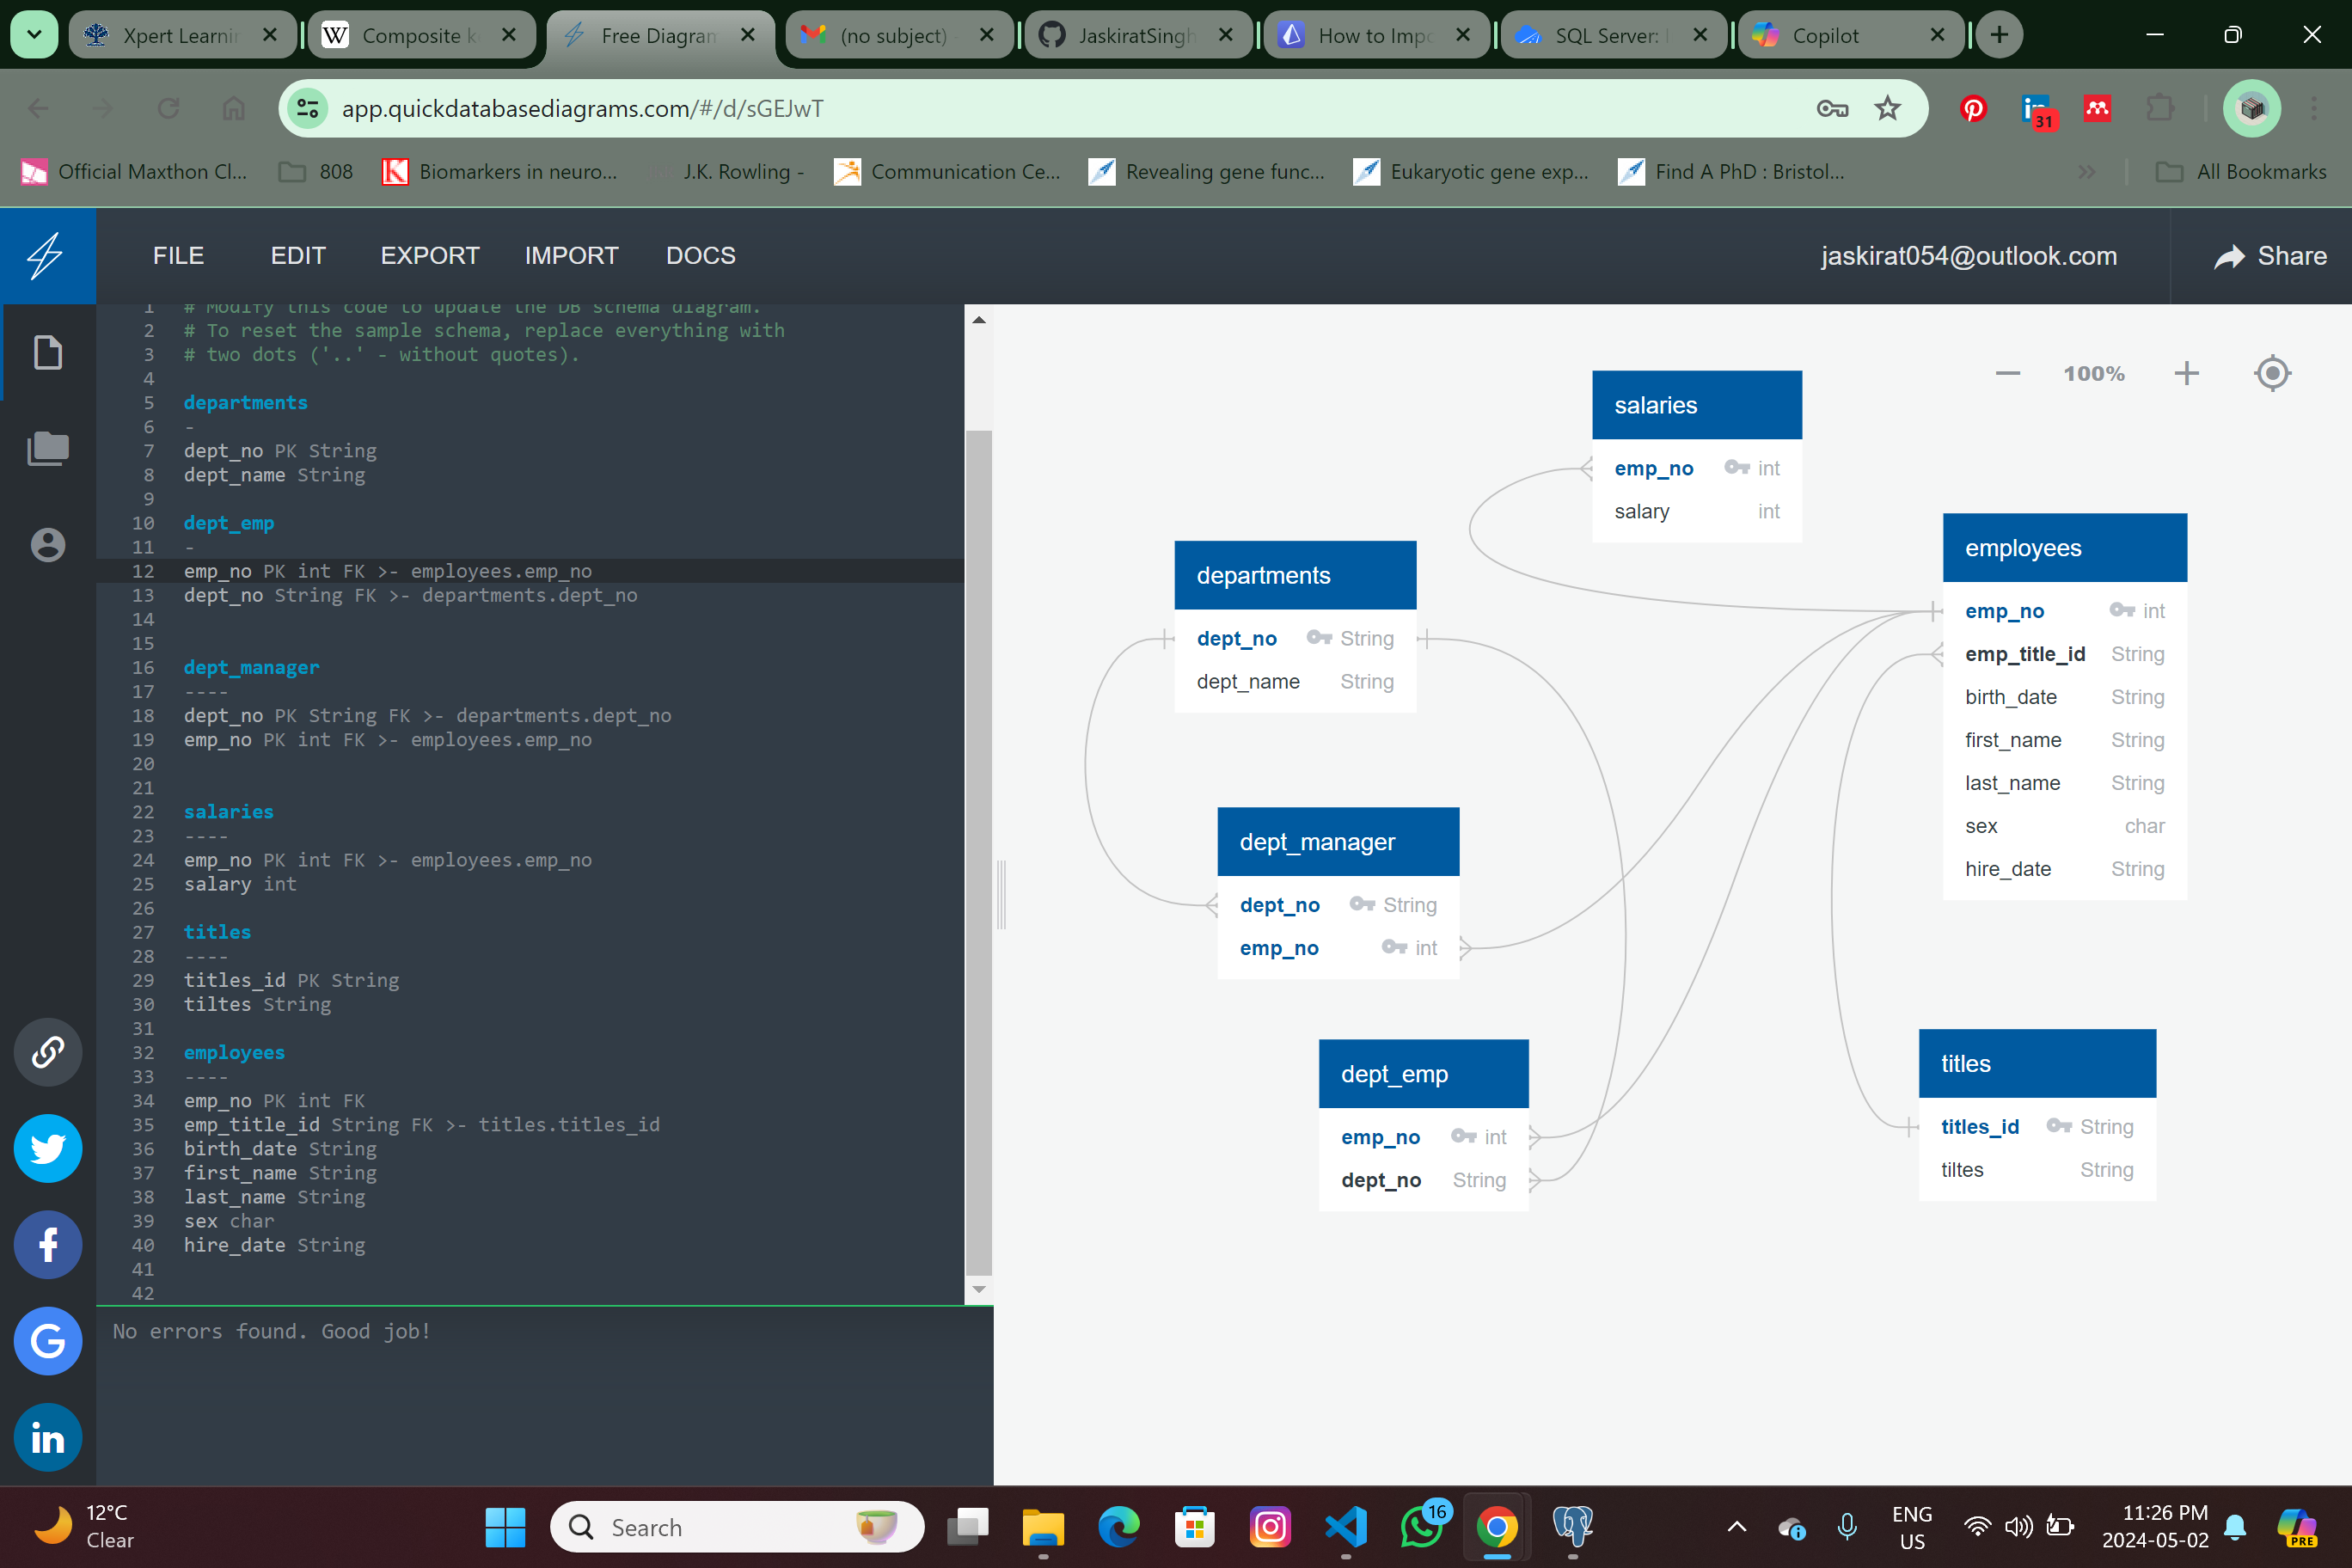 Xpert Learnin
Composite k
Free Diagram
(no subject) -
JaskiratSingh
How to Impo
SQL Server: I
Copilot
app.quickdatabasediagrams.com/#/d/sGEJwT
31
Official Maxthon Cl...
808
Biomarkers in neuro...
J.K. Rowling -
Communication Ce...
Revealing gene func...
Eukaryotic gene exp...
Find A PhD : Bristol...
All Bookmarks
FILE
EDIT
EXPORT
IMPORT
DOCS
jaskirat054@outlook.com
Share
1 # Modify this code to update the DB schema diagram.
2 # To reset the sample schema, replace everything with
3 # two dots ('..' - without quotes).
4
5 departments
6 -
7 dept_no PK String
8 dept_name String
9
10 dept_emp
11 -
12 emp_no PK int FK >- employees.emp_no
13 dept_no String FK >- departments.dept_no
14
15
16 dept_manager
17 ----
18 dept_no PK String FK >- departments.dept_no
19 emp_no PK int FK >- employees.emp_no
20
21
22 salaries
23 ----
24 emp_no PK int FK >- employees.emp_no
25 salary int
26
27 titles
28 ----
29 titles_id PK String
30 tiltes String
31
32 employees
33 ----
34 emp_no PK int FK
35 emp_title_id String FK >- titles.titles_id
36 birth_date String
37 first_name String
38 last_name String
39 sex char
40 hire_date String
41
42
No errors found. Good job!
100%
salaries
emp_no int
salary int
departments
dept_no String
dept_name String
employees
emp_no int
emp_title_id String
birth_date String
first_name String
last_name String
sex char
hire_date String
dept_manager
dept_no String
emp_no int
dept_emp
emp_no int
dept_no String
titles
titles_id String
tiltes String
12°C
Clear
Search
16
ENG
US
11:26 PM
2024-05-02
PRE